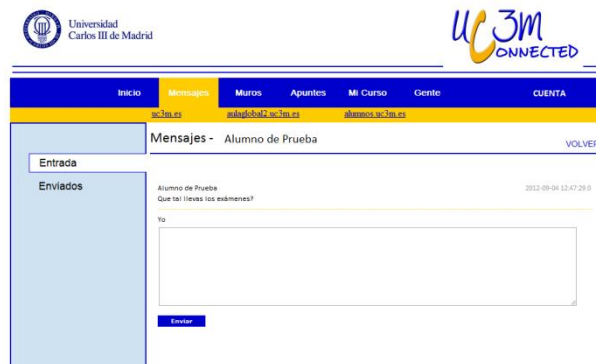 Universidad
Carlos III de Madrid
UC3M
CONNECTED
Inicio Mensajes Muros Apuntes Mi Curso Gente CUENTA
uc3m.es aulaglobal2.uc3m.es alumnos.uc3m.es
Mensajes - Alumno de Prueba
VOLVER
Entrada
Enviados
Alumno de Prueba 2012-09-04 12:47:29.0
Que tal llevas los exámenes?
Yo
Enviar